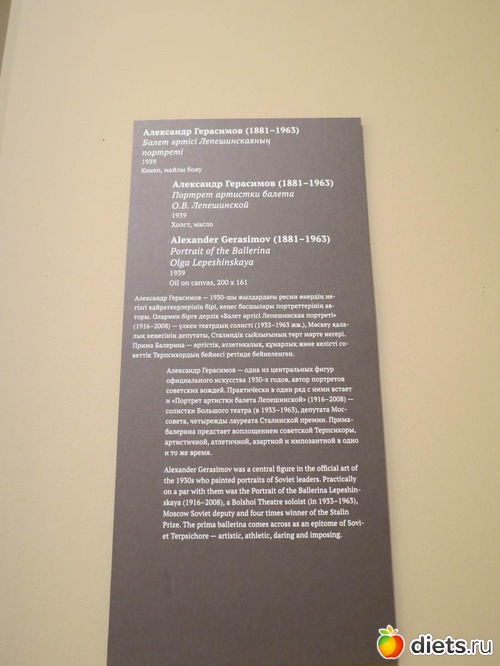 Александр Герасимов (1881–1963)
Балет әртісі Лепешинскаяның
портреті
1939
Кенеп, майлы бояу
Александр Герасимов (1881–1963)
Портрет артистки балета
О.В. Лепешинской
1939
Холст, масло
Alexander Gerasimov (1881–1963)
Portrait of the Ballerina
Olga Lepeshinskaya
1939
Oil on canvas, 200 x 161
Александр Герасимов — 1930-шы жылдардағы ресми өнердің не-
гізгі қайраткерлерінің бірі, кеңес басшылары портреттерінің ав-
торы. Олармен бірге дерлік «Балет әртісі Лепешинская портреті»
(1916–2008) — үлкен театрдың солисті (1933–1963 жж.), Мәскеу қала-
лық кеңесінің депутаты, Сталиндік сыйлығының төрт мәрте иегері.
Прима Балерина — әртістік, атлетикалық, құмарлық және келісті со-
веттік Терпсихордың бейнесі ретінде бейнеленген.
Александр Герасимов — одна из центральных фигур
официального искусства 1930-х годов, автор портретов
советских вождей. Практически в один ряд с ними встает
и «Портрет артистки балета Лепешинской» (1916–2008) —
солистки Большого театра (в 1933–1963), депутата Мос-
совета, четырежды лауреата Сталинской премии. Прима-
балерина предстает воплощением советской Терпсихоры,
артистичной, атлетичной, азартной и импозантной в одно
и то же время.
Alexander Gerasimov was a central figure in the official art of
the 1930s who painted portraits of Soviet leaders. Practically
on a par with them was the Portrait of the Ballerina Lepeshin-
skaya (1916–2008), a Bolshoi Theatre soloist (in 1933–1963),
Moscow Soviet deputy and four times winner of the Stalin
Prize. The prima ballerina comes across as an epitome of Sovi-
et Terpsichore — artistic, athletic, daring and imposing.
diets.ru